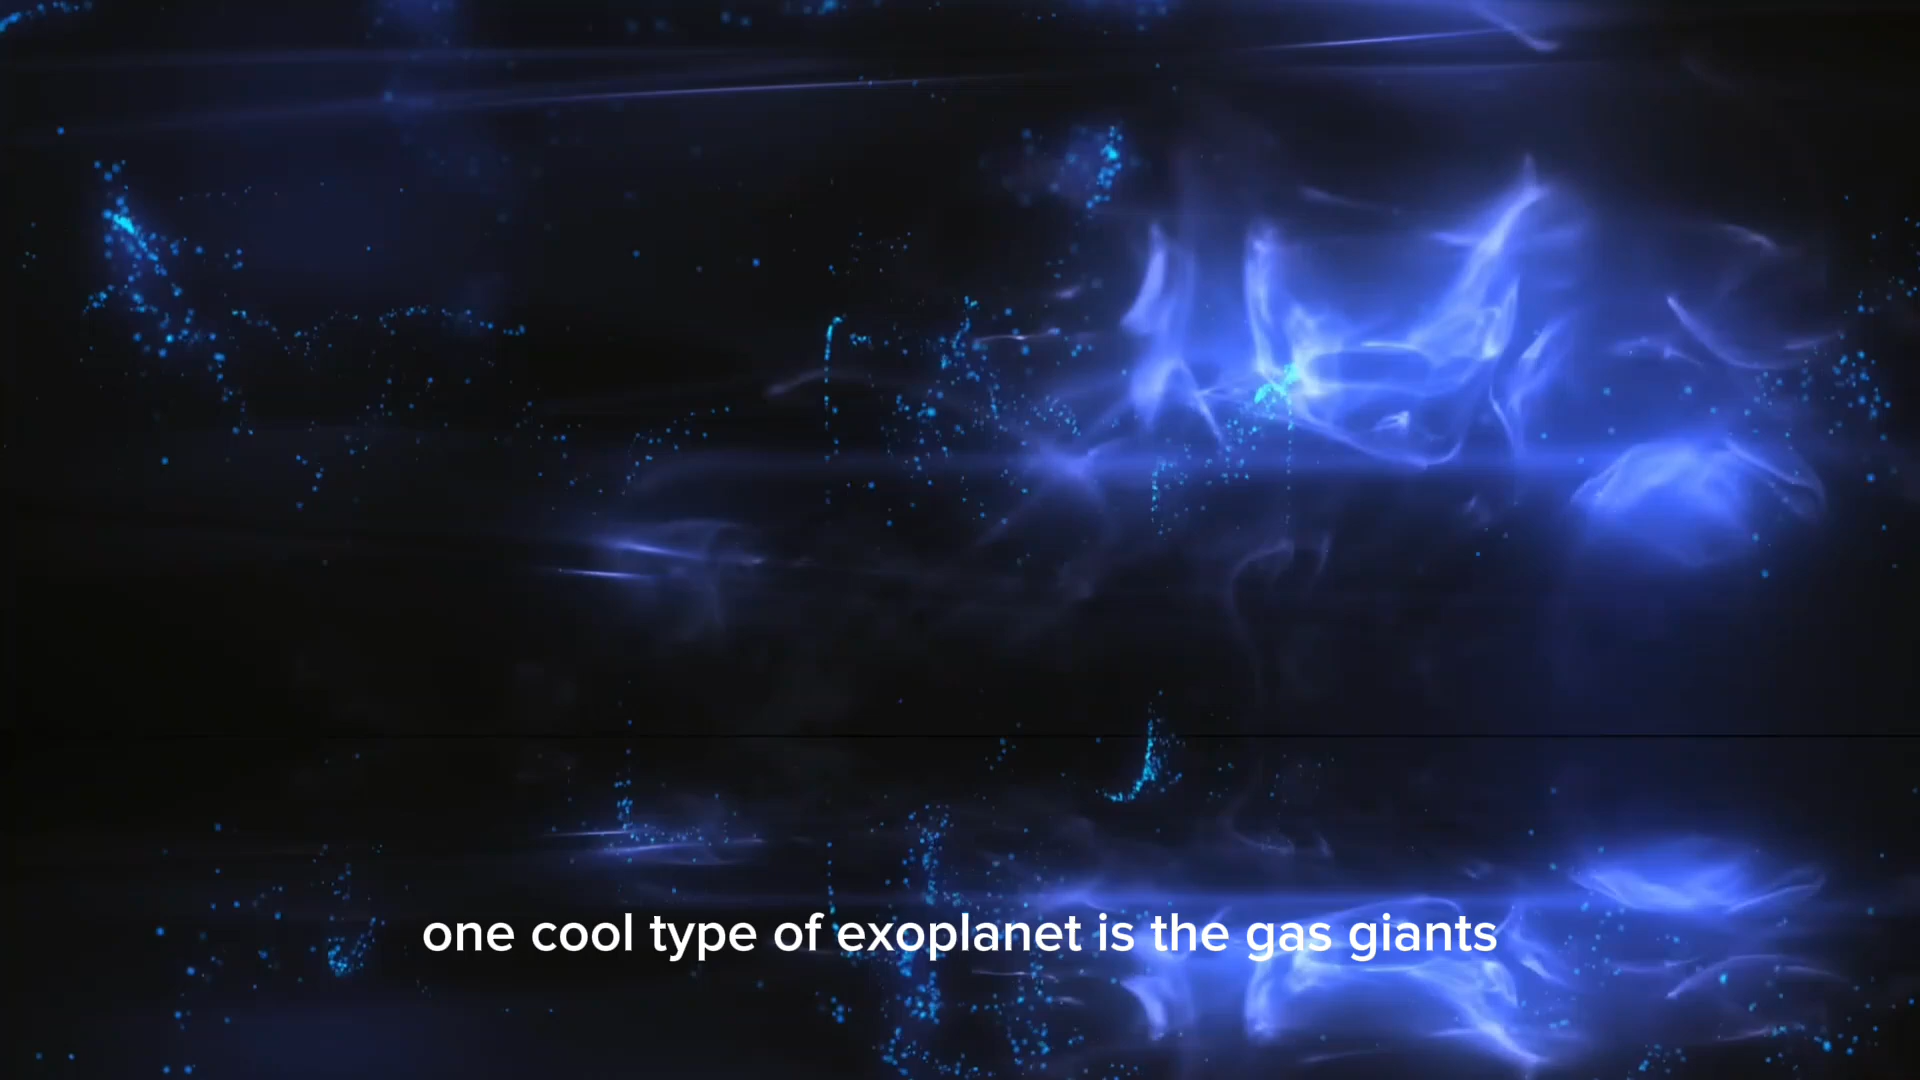 one cool type of exoplanet is the gas giants